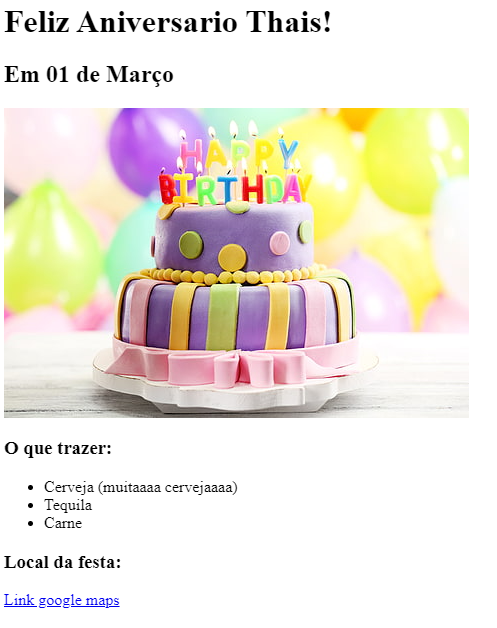 Feliz Aniversario Thais!
Em 01 de Março
HAPPY
BIRTHDAY
O que trazer:
Cerveja (muitaaaa cervejaaaa)
Tequila
Carne
Local da festa:
Link google maps